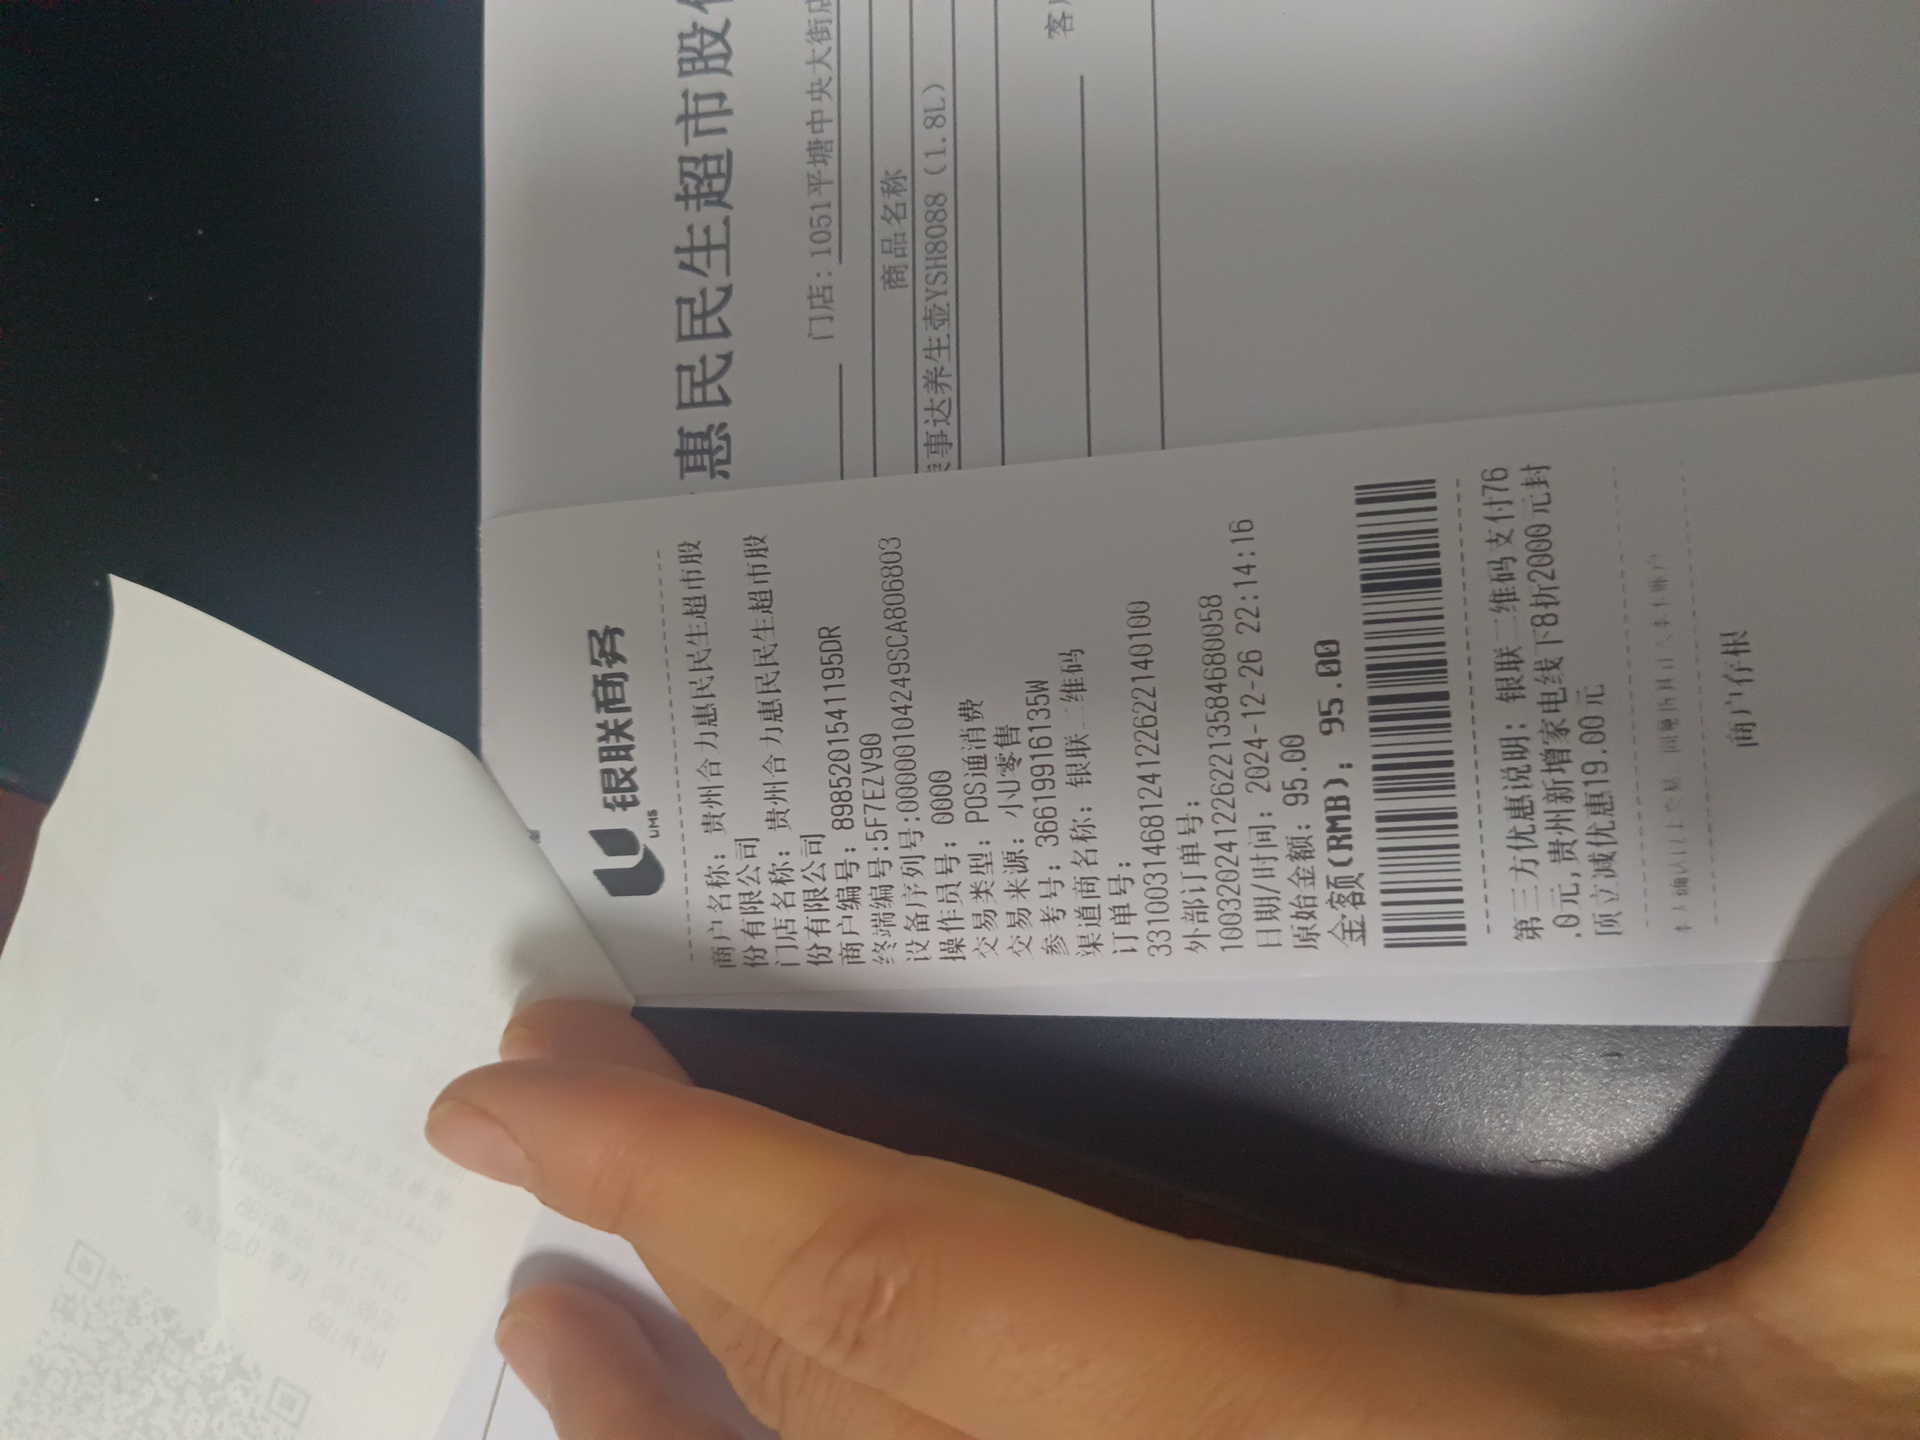 惠民民生超市股
门店：1051平塘中央大街店
商品名称
事达养生壶YSH8088（1.8L）
银联商务
UMS
商户名称：贵州合力惠民民生超市股
份有限公司
门店名称：贵州合力惠民民生超市股
份有限公司
商户编号：8985201541195DR
终端编号:5F7EZV90
设备序列号:00000104249SCA806803
操作员号：0000
交易类型：POS通消费
交易来源：小U零售
参考号：36619916135W
渠道商名称：银联二维码
订单号：
33100314681241226221 40100
外部订单号：
10032024122622135846 80058
日期/时间：2024-12-26 22:14:16
原始金额：95.00
金额(RMB)：95.00
第三方优惠说明：银联二维码支付76
.0元,贵州新增家电线下8折2000元封
顶立减优惠19.00元
商户存根